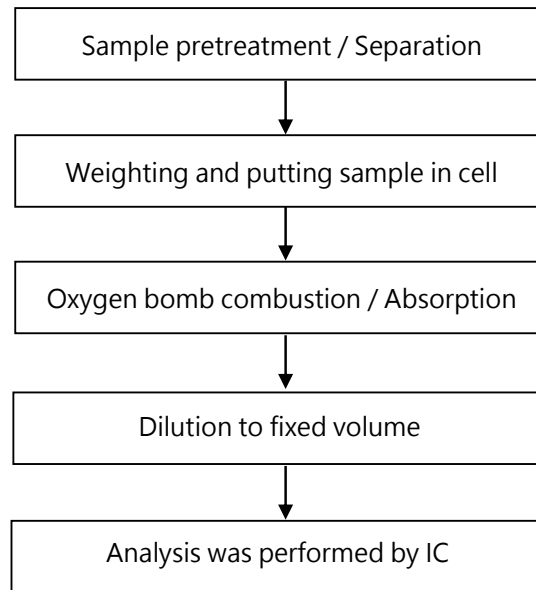 Sample pretreatment / Separation
Weighting and putting sample in cell
Oxygen bomb combustion / Absorption
Dilution to fixed volume
Analysis was performed by IC